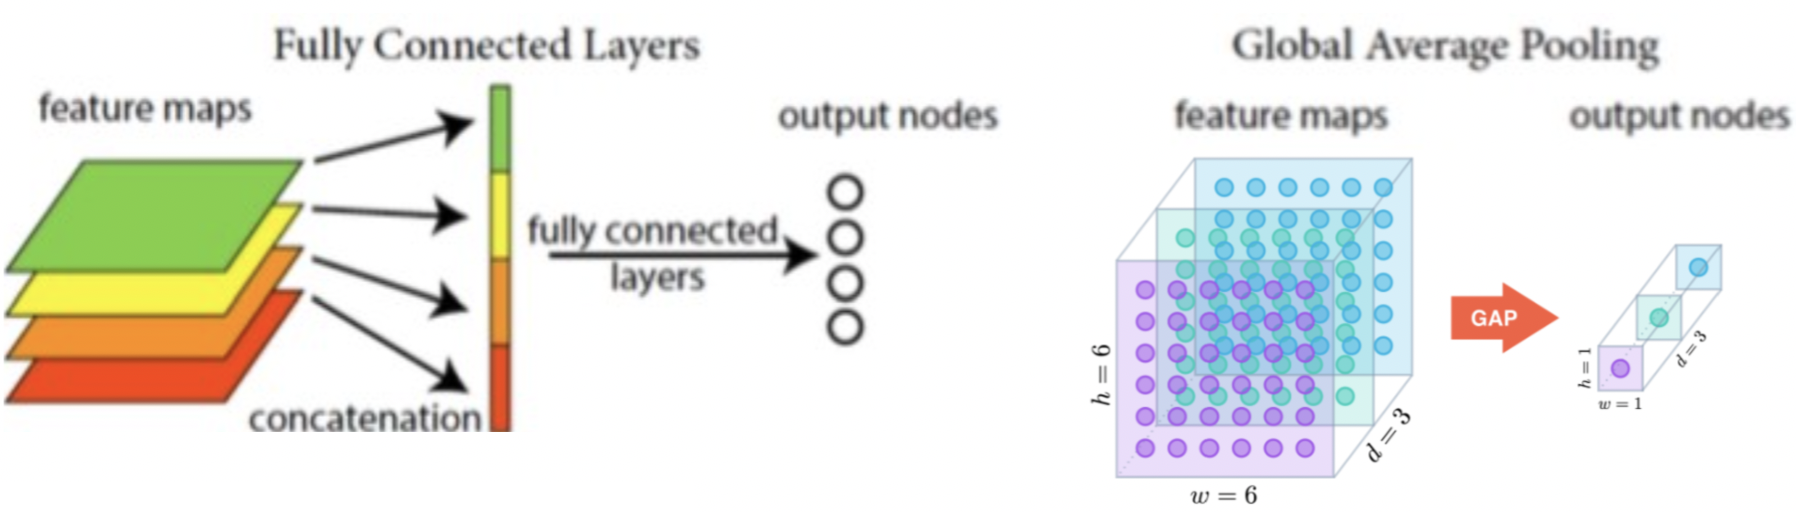 Fully Connected Layers
feature maps
output nodes
fully connected
layers
concatenation
Global Average Pooling
feature maps
output nodes
h = 6
w = 6
d = 3
GAP
h = 1
w = 1
d = 3